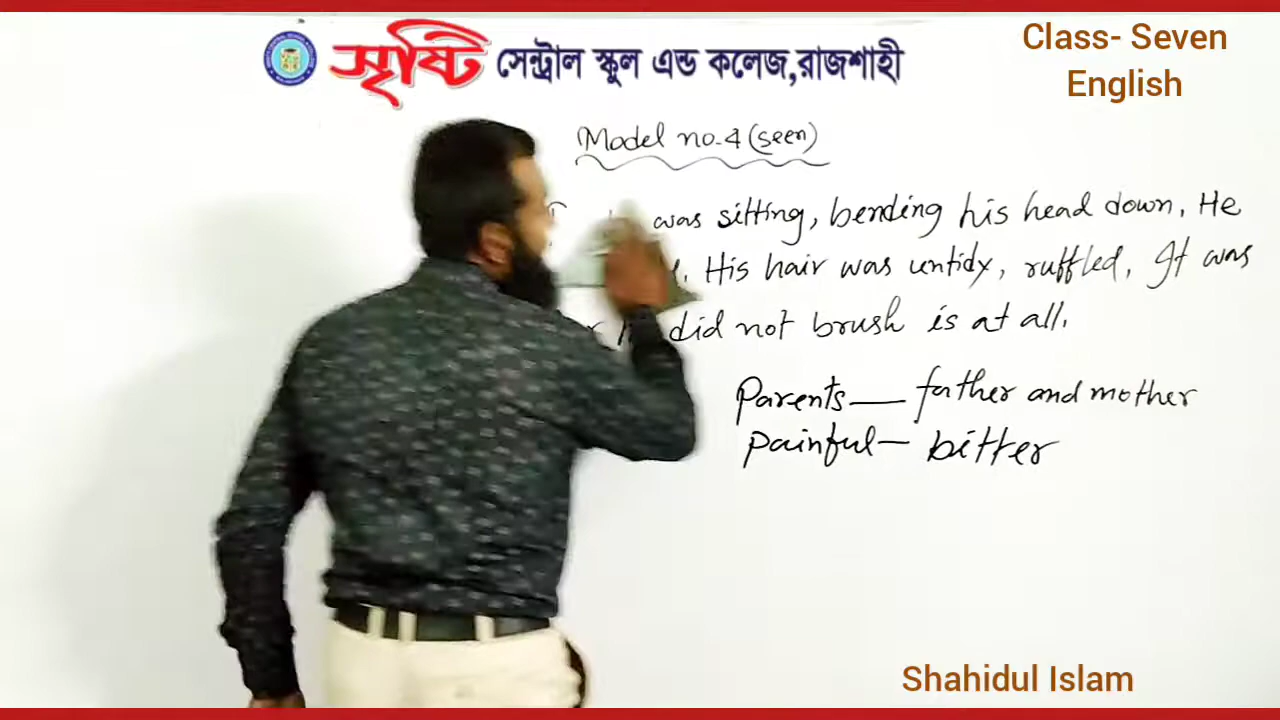 সৃষ্টি সেন্ট্রাল স্কুল এন্ড কলেজ,রাজশাহী
Class- Seven
English
Model no.4 (seen)
was sitting, bending his head down. He
His hair was untidy, ruffled. It was
did not brush is at all.
Parents — father and mother
Painful — bitter
Shahidul Islam